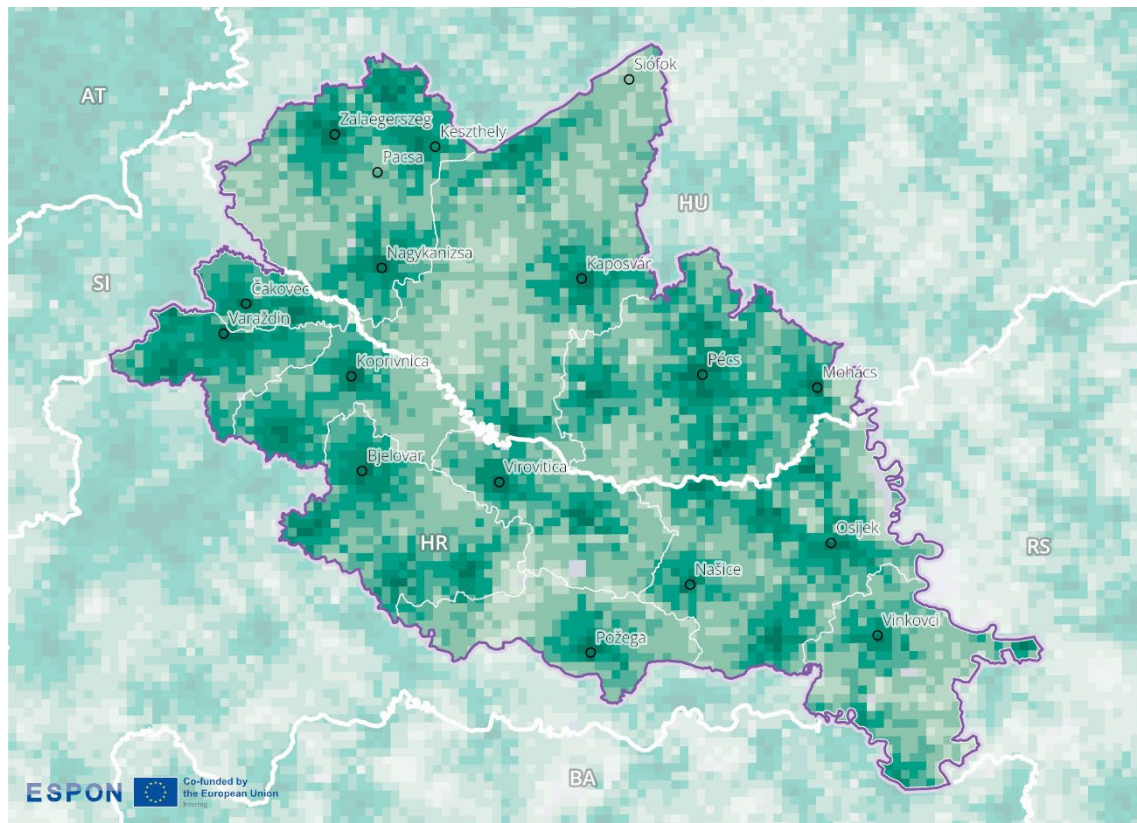 Siófok
AT
Zalaegerszeg
Keszthely
Pacsa
HU
Nagykanizsa
Kaposvár
SI
Čakovec
Varaždin
Koprivnica
Pécs
Mohács
Bjelovar
Virovitica
HR
Osijek
RS
Našice
Vinkovci
Požega
BA
ESPON
Co-funded by
the European Union
Interreg